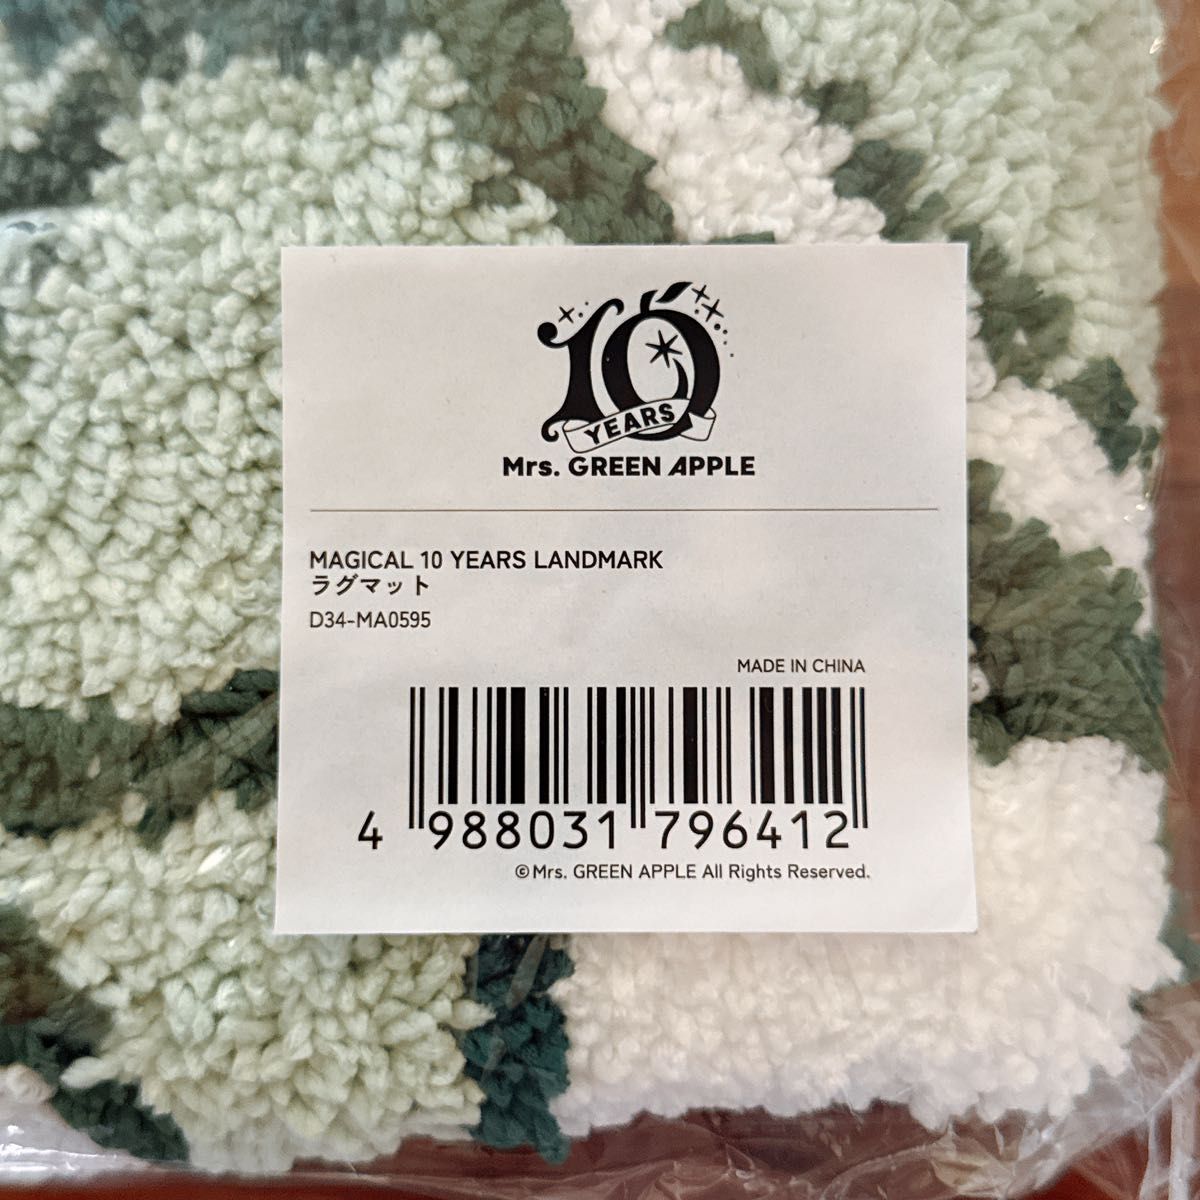 10
YEARS
Mrs. GREEN APPLE
MAGICAL 10 YEARS LANDMARK
ラグマット
D34-MA0595
MADE IN CHINA
4 988031 796412
©Mrs. GREEN APPLE All Rights Reserved.